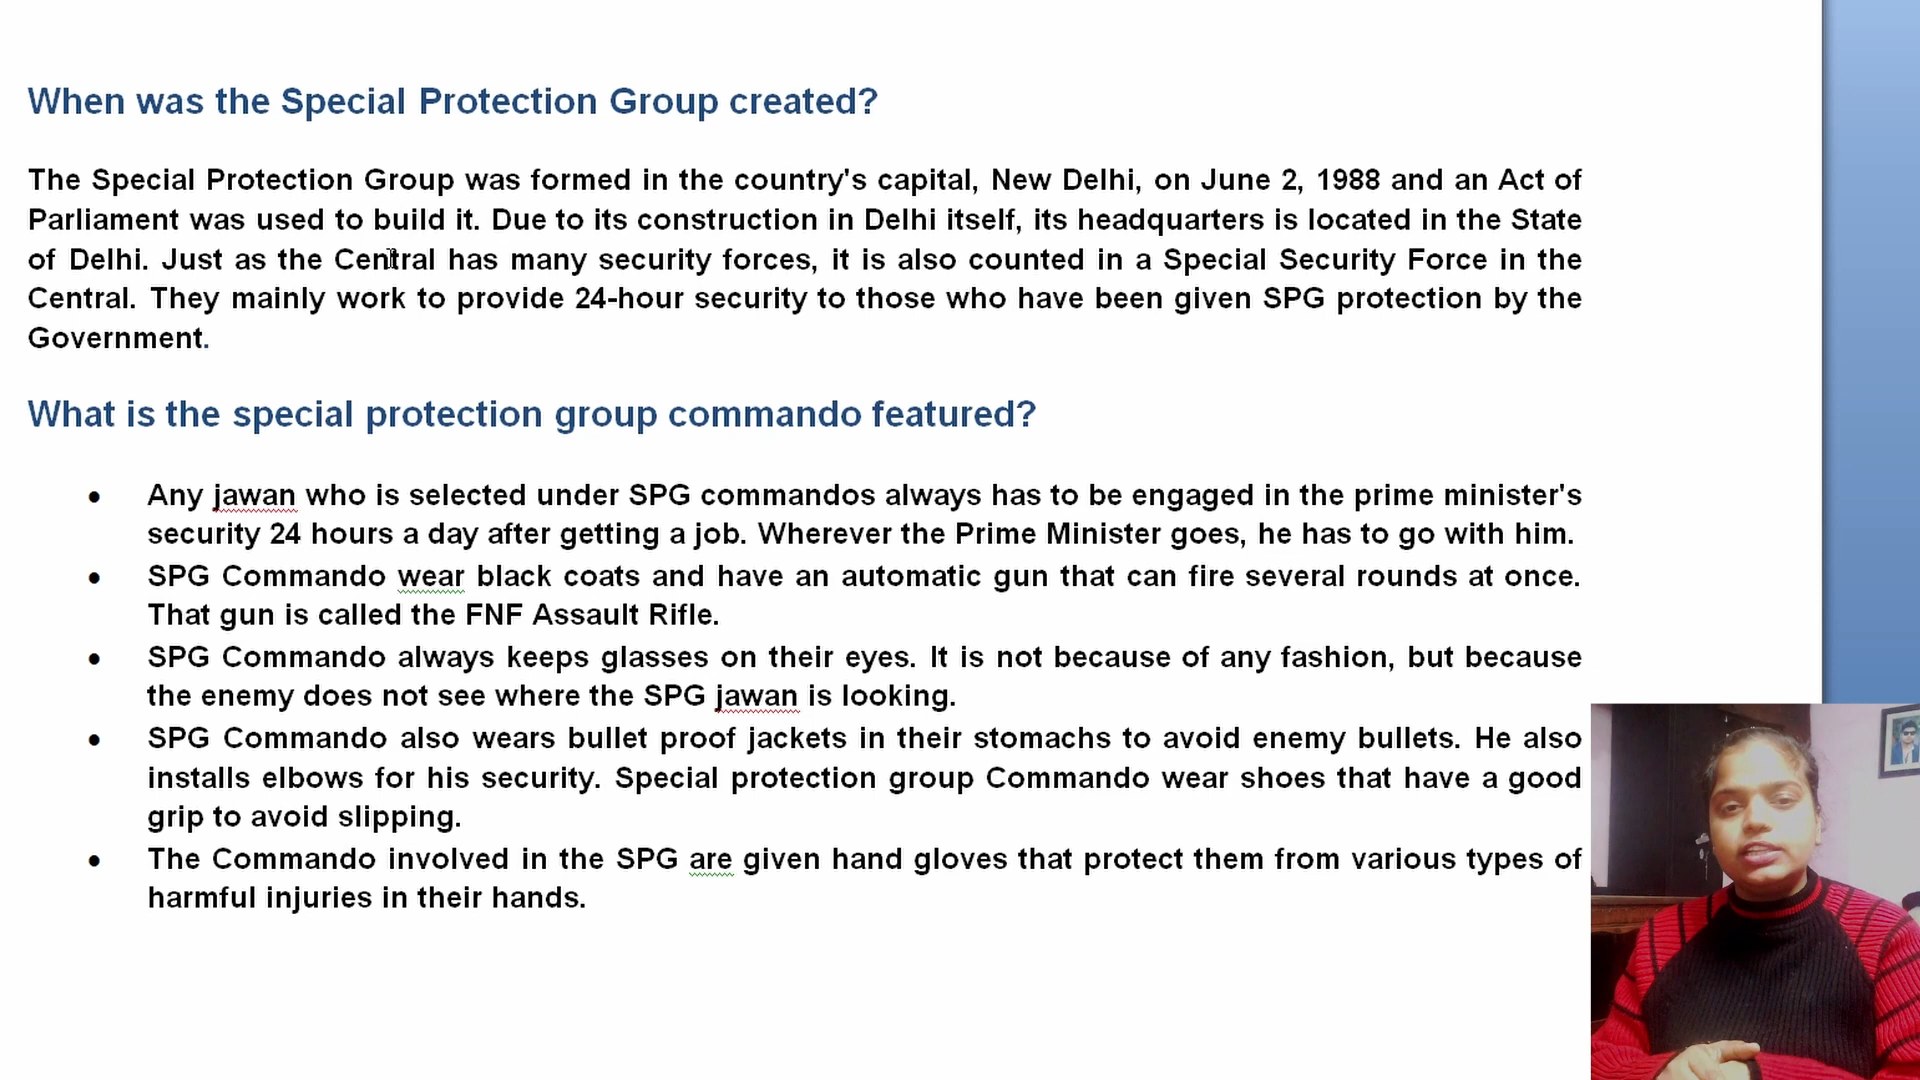 When was the Special Protection Group created?
The Special Protection Group was formed in the country's capital, New Delhi, on June 2, 1988 and an Act of
Parliament was used to build it. Due to its construction in Delhi itself, its headquarters is located in the State
of Delhi. Just as the Central has many security forces, it is also counted in a Special Security Force in the
Central. They mainly work to provide 24-hour security to those who have been given SPG protection by the
Government.
What is the special protection group commando featured?
• Any jawan who is selected under SPG commandos always has to be engaged in the prime minister's
security 24 hours a day after getting a job. Wherever the Prime Minister goes, he has to go with him.
• SPG Commando wear black coats and have an automatic gun that can fire several rounds at once.
That gun is called the FNF Assault Rifle.
• SPG Commando always keeps glasses on their eyes. It is not because of any fashion, but because
the enemy does not see where the SPG jawan is looking.
• SPG Commando also wears bullet proof jackets in their stomachs to avoid enemy bullets. He also
installs elbows for his security. Special protection group Commando wear shoes that have a good
grip to avoid slipping.
• The Commando involved in the SPG are given hand gloves that protect them from various types of
harmful injuries in their hands.